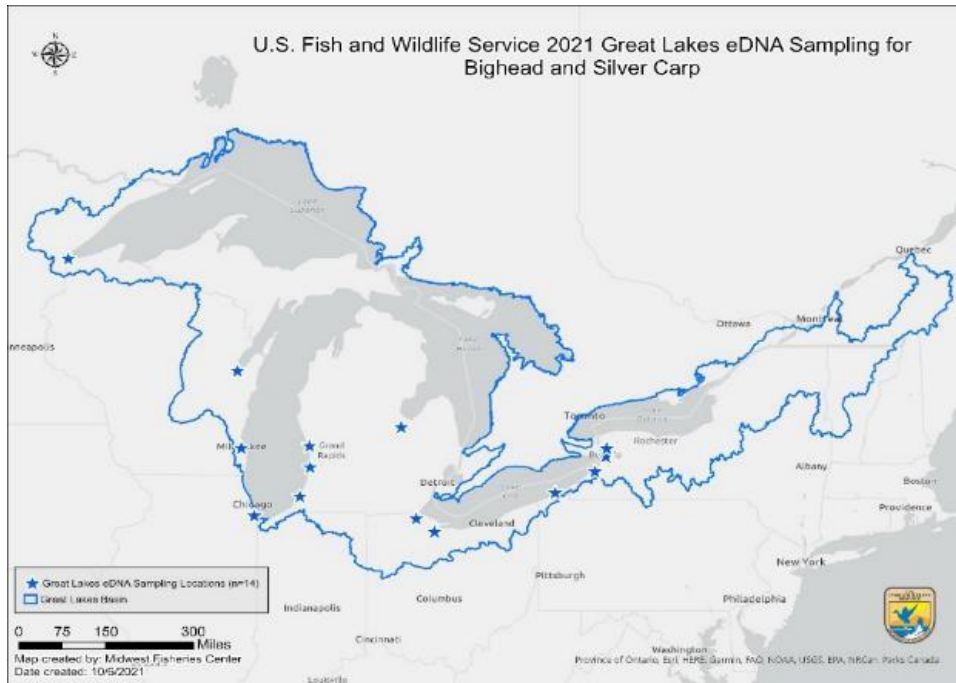 U.S. Fish and Wildlife Service 2021 Great Lakes eDNA Sampling for
Bighead and Silver Carp
Quebec
Ottawa
Montreal
nneapolis
Toronto
Rochester
Grand
Rapids
Albany
Detroit
Boston
Chicago
Providence
Cleveland
New York
Pittsburgh
Great Lakes eDNA Sampling Locations (n=14)
Great Lakes Basin
Columbus
Indianapolis
Philadelphia
0 75 150 300
Miles
Cincinnati
Washington
Map created by: Midwest Fisheries Center
Province of Ontario, Esri, HERE, Garmin, FAO, NOAA, USGS, EPA, NRCan, Parks Canada
Date created: 10/5/2021
Louisville